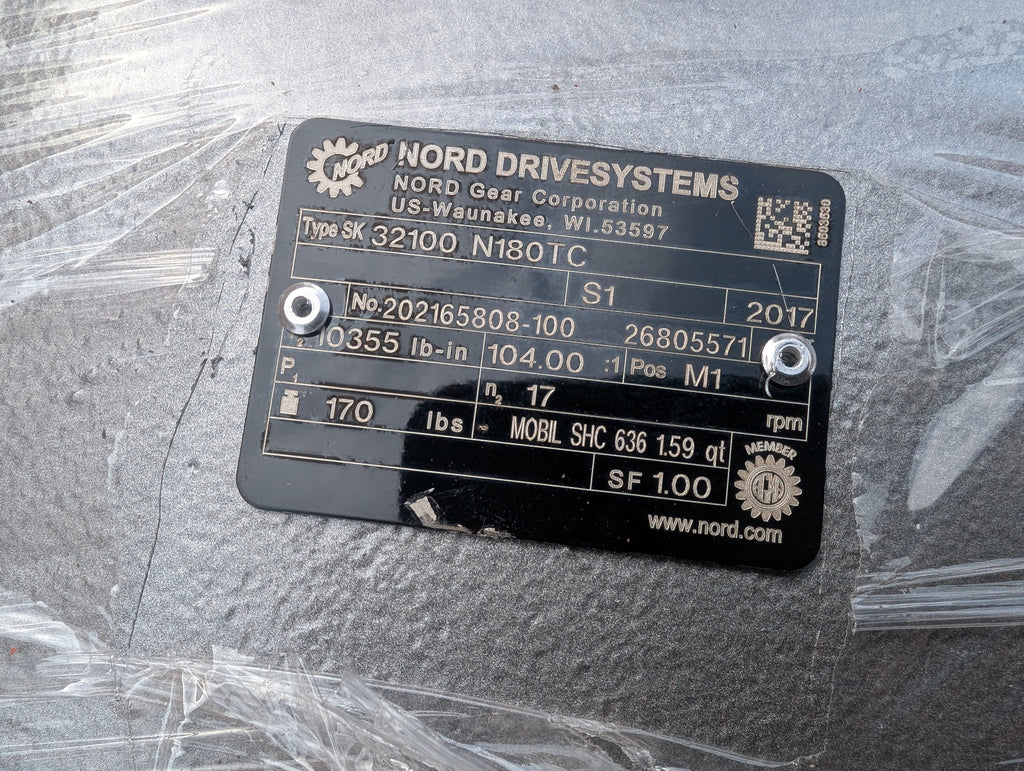 NORD
NORD DRIVESYSTEMS
NORD Gear Corporation
US-Waunakee, WI.53597
Type SK 32100 N180TC
S1 2017
No.202165808-100 26805571
10355 lb-in 104.00 :1 Pos M1
P1 n2 17 rpm
170 lbs MOBIL SHC 636 1.59 qt
SF 1.00
MEMBER
www.nord.com